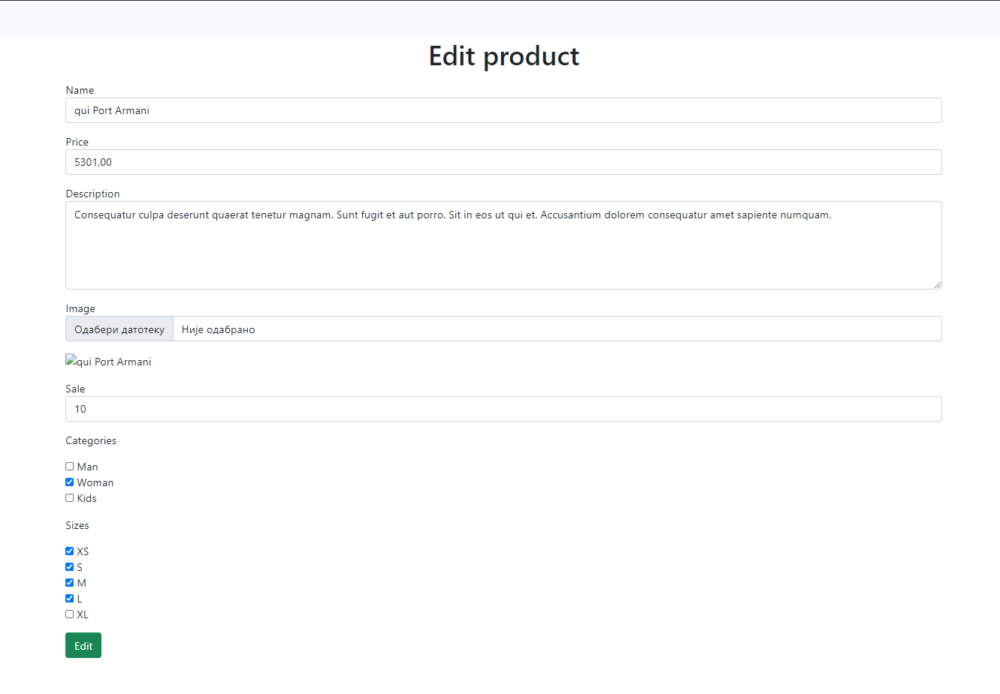 Edit product
Name
qui Port Armani
Price
5301,00
Description
Consequatur culpa deserunt quaerat tenetur magnam. Sunt fugit et aut porro. Sit in eos ut qui et. Accusantium dolorem consequatur amet sapiente numquam.
Image
Одабери датотеку Није одабрано
qui Port Armani
Sale
10
Categories
Man
Woman
Kids
Sizes
XS
S
M
L
XL
Edit